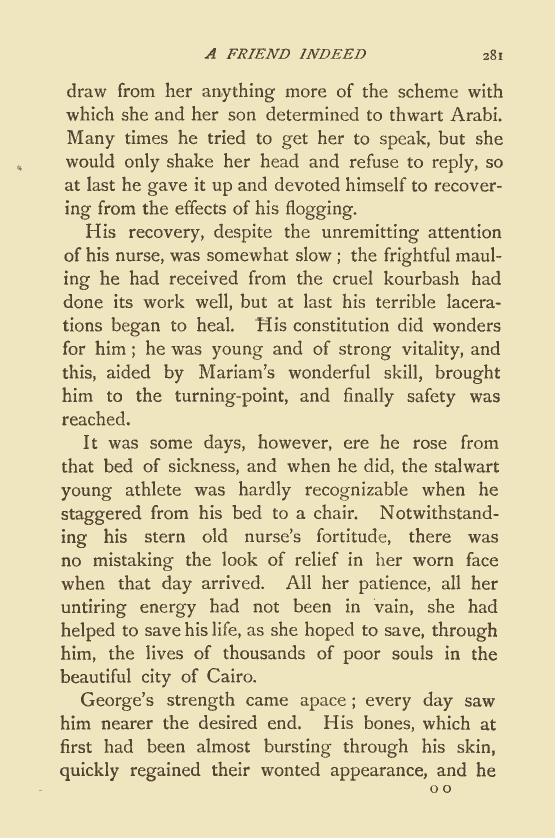 A FRIEND INDEED 281
draw from her anything more of the scheme with
which she and her son determined to thwart Arabi.
Many times he tried to get her to speak, but she
would only shake her head and refuse to reply, so
at last he gave it up and devoted himself to recover-
ing from the effects of his flogging.
His recovery, despite the unremitting attention
of his nurse, was somewhat slow ; the frightful maul-
ing he had received from the cruel kourbash had
done its work well, but at last his terrible lacera-
tions began to heal. His constitution did wonders
for him ; he was young and of strong vitality, and
this, aided by Mariam's wonderful skill, brought
him to the turning-point, and finally safety was
reached.
It was some days, however, ere he rose from
that bed of sickness, and when he did, the stalwart
young athlete was hardly recognizable when he
staggered from his bed to a chair. Notwithstand-
ing his stern old nurse's fortitude, there was
no mistaking the look of relief in her worn face
when that day arrived. All her patience, all her
untiring energy had not been in vain, she had
helped to save his life, as she hoped to save, through
him, the lives of thousands of poor souls in the
beautiful city of Cairo.
George's strength came apace ; every day saw
him nearer the desired end. His bones, which at
first had been almost bursting through his skin,
quickly regained their wonted appearance, and he
O O